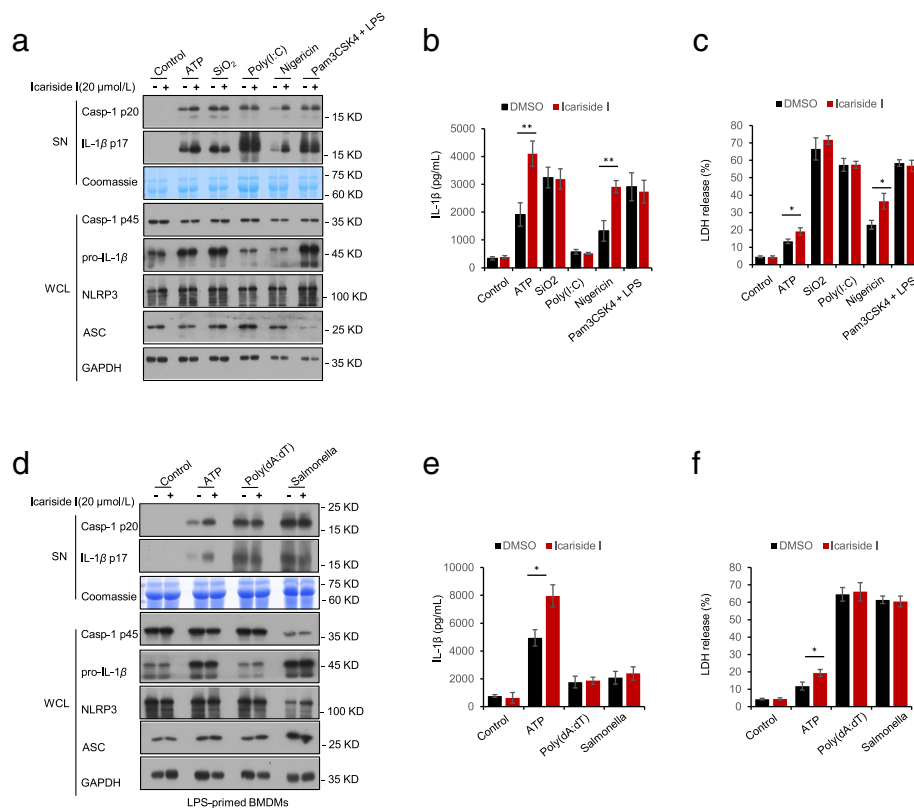 a
Control
ATP
SiO2
Poly(I:C)
Nigericin
Pam3CSK4 + LPS
Icariside I(20 μmol/L) - + - + - + - + - + - +
SN
Casp-1 p20
- 15 KD
IL-1β p17
- 15 KD
Coomassie
- 75 KD
- 60 KD
WCL
Casp-1 p45
- 35 KD
pro-IL-1β
- 45 KD
NLRP3
- 100 KD
ASC
- 25 KD
GAPDH
- 35 KD
b
DMSO Icariside I
IL-1β (pg/mL)
5000
4000
3000
2000
1000
0
**
**
Control
ATP
SiO2
Poly(I:C)
Nigericin
Pam3CSK4 + LPS
c
DMSO Icariside I
LDH release (%)
80
70
60
50
40
30
20
10
0
*
*
Control
ATP
SiO2
Poly(I:C)
Nigericin
Pam3CSK4 + LPS
d
Control
ATP
Poly(dA:dT)
Salmonella
Icariside I(20 μmol/L) - + - + - + - +
SN
- 25 KD
Casp-1 p20
- 15 KD
IL-1β p17
- 15 KD
Coomassie
- 75 KD
- 60 KD
WCL
Casp-1 p45
- 35 KD
pro-IL-1β
- 45 KD
NLRP3
- 100 KD
ASC
- 25 KD
GAPDH
- 35 KD
LPS-primed BMDMs
e
DMSO Icariside I
IL-1β (pg/mL)
10000
8000
6000
4000
2000
0
*
Control
ATP
Poly(dA:dT)
Salmonella
f
DMSO Icariside I
LDH release (%)
80
70
60
50
40
30
20
10
0
*
Control
ATP
Poly(dA:dT)
Salmonella